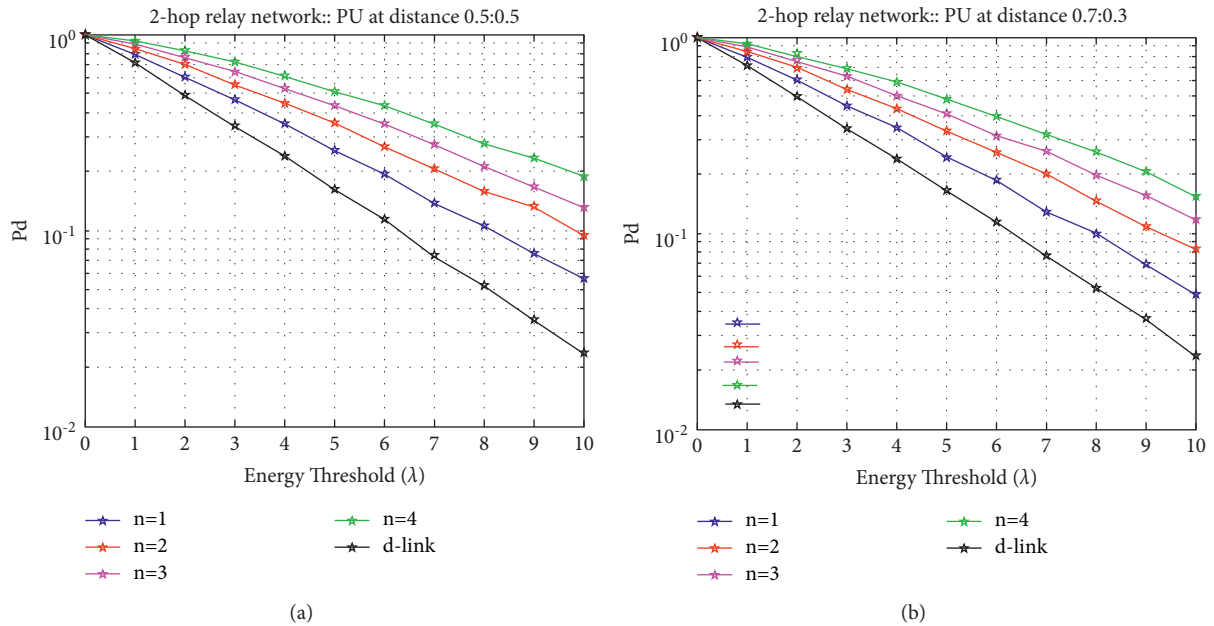 2-hop relay network:: PU at distance 0.5:0.5
10^0
10^-1
10^-2
Pd
0 1 2 3 4 5 6 7 8 9 10
Energy Threshold (λ)
n=1
n=2
n=3
n=4
d-link
(a)
2-hop relay network:: PU at distance 0.7:0.3
10^0
10^-1
10^-2
Pd
0 1 2 3 4 5 6 7 8 9 10
Energy Threshold (λ)
n=1
n=2
n=3
n=4
d-link
(b)